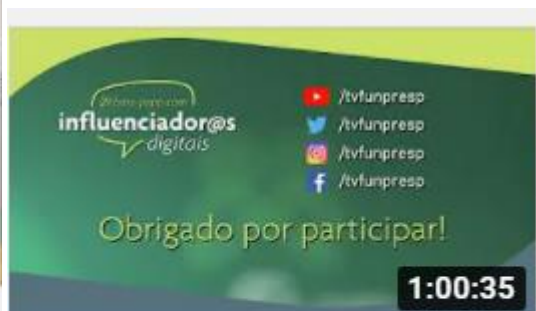 influenciador@s
digitais
/tvfunpresp
/tvfunpresp
/tvfunpresp
/tvfunpresp
Obrigado por participar!
1:00:35